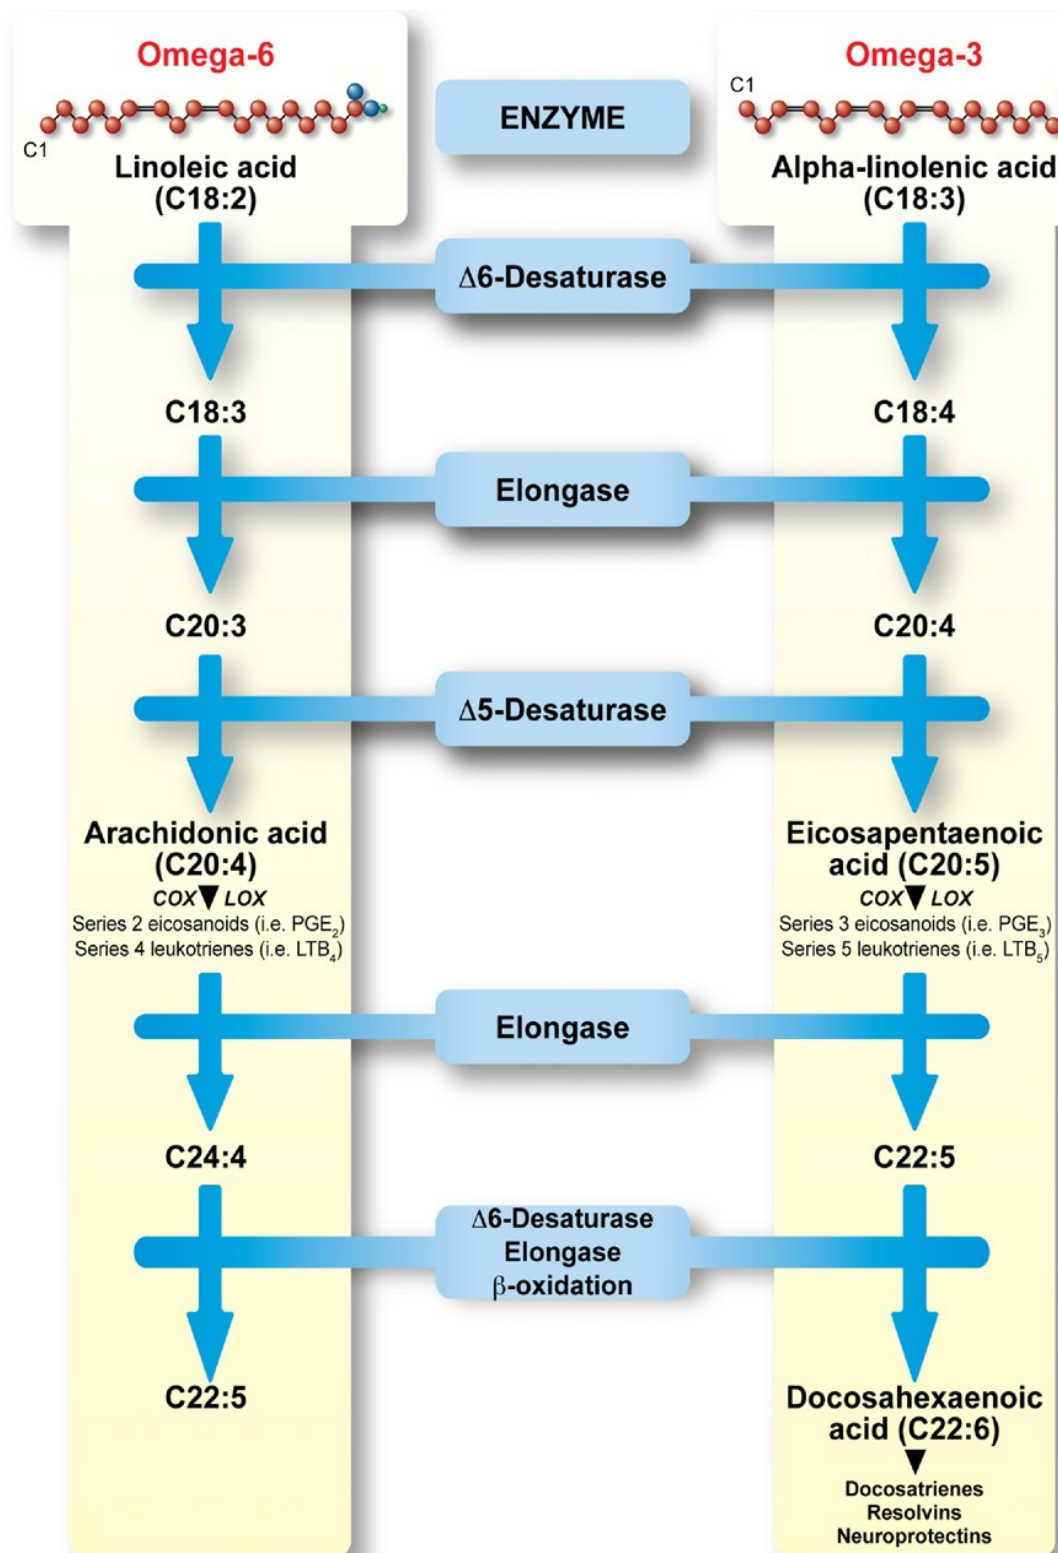 Omega-6
C1
Linoleic acid
(C18:2)
ENZYME
Omega-3
C1
Alpha-linolenic acid
(C18:3)
Δ6-Desaturase
C18:3
C18:4
Elongase
C20:3
C20:4
Δ5-Desaturase
Arachidonic acid
(C20:4)
COX LOX
Series 2 eicosanoids (i.e. PGE₂)
Series 4 leukotrienes (i.e. LTB₄)
Eicosapentaenoic
acid (C20:5)
COX LOX
Series 3 eicosanoids (i.e. PGE₃)
Series 5 leukotrienes (i.e. LTB₅)
Elongase
C24:4
C22:5
Δ6-Desaturase
Elongase
β-oxidation
C22:5
Docosahexaenoic
acid (C22:6)
Docosatrienes
Resolvins
Neuroprotectins